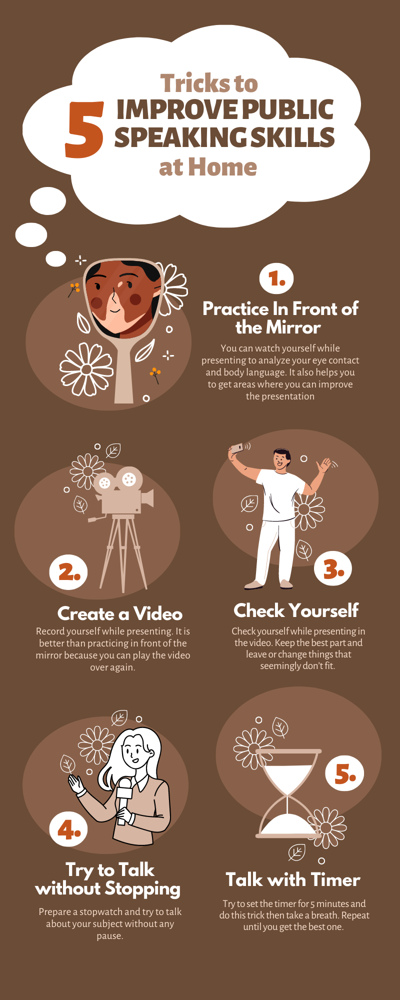 Tricks to
5 IMPROVE PUBLIC
SPEAKING SKILLS
at Home
1.
Practice In Front of
the Mirror
You can watch yourself while
presenting to analyze your eye contact
and body language. It also helps you
to get areas where you can improve
the presentation
2.
Create a Video
Record yourself while presenting. It is
better than practicing in front of the
mirror because you can play the video
over again.
3.
Check Yourself
Check yourself while presenting in
the video. Keep the best part and
leave or change things that
seemingly don't fit.
4.
Try to Talk
without Stopping
Prepare a stopwatch and try to talk
about your subject without any
pause.
5.
Talk with Timer
Try to set the timer for 5 minutes and
do this trick then take a breath. Repeat
until you get the best one.